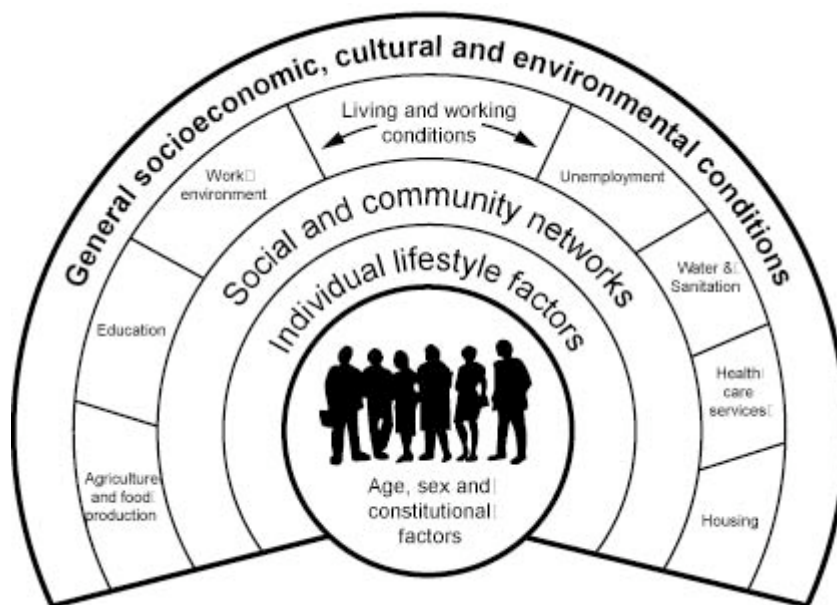 General socioeconomic, cultural and environmental conditions
Living and working
conditions
Work
environment
Unemployment
Education
Water &
Sanitation
Agriculture
and food
production
Health
care
services
Housing
Social and community networks
Individual lifestyle factors
Age, sex and
constitutional
factors